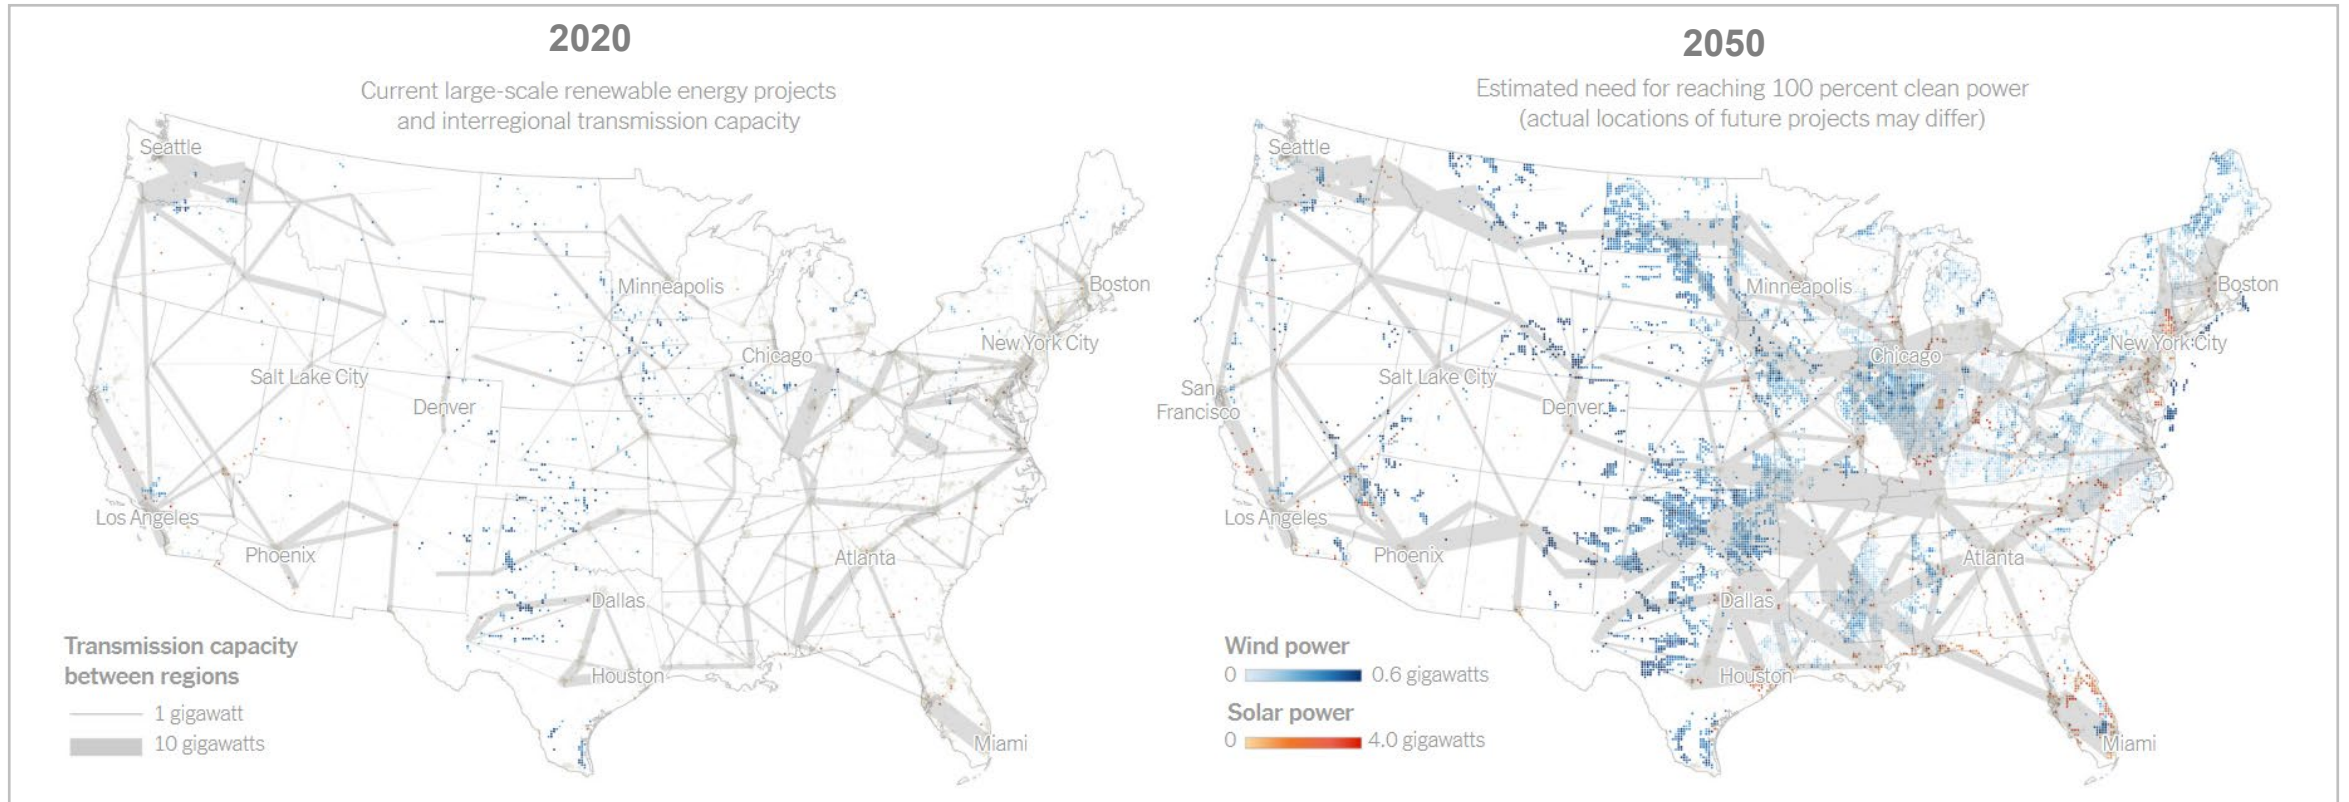 2020
Current large-scale renewable energy projects
and interregional transmission capacity
Seattle
Minneapolis
Boston
New York City
Chicago
Salt Lake City
Denver
Los Angeles
Phoenix
Atlanta
Dallas
Houston
Miami
Transmission capacity
between regions
1 gigawatt
10 gigawatts
2050
Estimated need for reaching 100 percent clean power
(actual locations of future projects may differ)
Seattle
Minneapolis
Boston
New York City
Chicago
Salt Lake City
San
Francisco
Denver
Los Angeles
Phoenix
Atlanta
Dallas
Houston
Miami
Wind power
0 0.6 gigawatts
Solar power
0 4.0 gigawatts